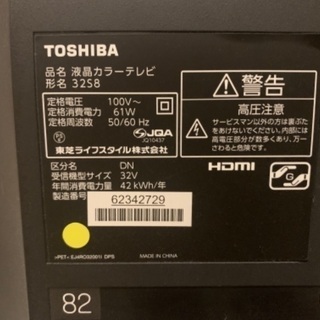 TOSHIBA
品名 液晶カラーテレビ
形名 32S8
定格電圧 100V~
定格消費電力 61W
定格周波数 50/60 Hz
JQA
東芝ライフスタイル株式会社
区分名 DN
受信機型サイズ 32V
年間消費電力量 42 kWh/年
製造番号 62342729
警告
高圧注意
サービスマン以外の方は裏ぶた
をあけないでください。内部に
は高電圧部分が数多くあり、万
一さわると危険です。
HDMI
MADE IN CHINA
82